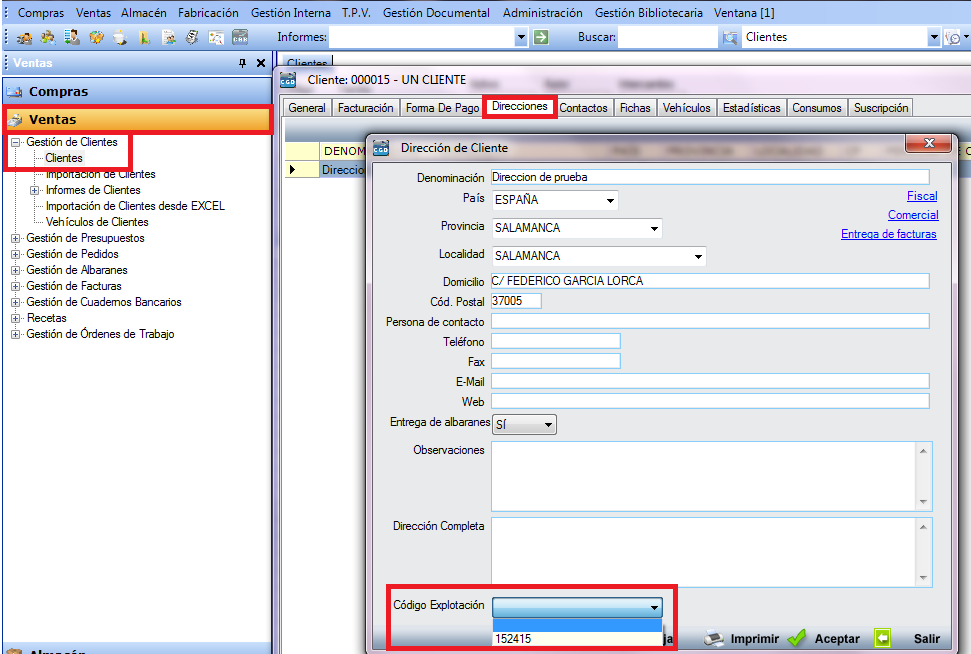 Compras Ventas Almacén Fabricación Gestión Interna T.P.V. Gestión Documental Administración Gestión Bibliotecaria Ventana [1]
Informes: Buscar: Clientes
Ventas
Clientes
Compras
Ventas
Gestión de Clientes
Clientes
Importación de Clientes
Informes de Clientes
Importación de Clientes desde EXCEL
Vehículos de Clientes
Gestión de Presupuestos
Gestión de Pedidos
Gestión de Albaranes
Gestión de Facturas
Gestión de Cuadernos Bancarios
Recetas
Gestión de Órdenes de Trabajo
Almacén
CGD
Cliente: 000015 - UN CLIENTE
General Facturación Forma De Pago Direcciones Contactos Fichas Vehículos Estadísticas Consumos Suscripción
DENOM
Direccio
CGD
Dirección de Cliente
Denominación Direccion de prueba
País ESPAÑA Fiscal
Comercial
Provincia SALAMANCA Entrega de facturas
Localidad SALAMANCA
Domicilio C/ FEDERICO GARCIA LORCA
Cód. Postal 37005
Persona de contacto
Teléfono
Fax
E-Mail
Web
Entrega de albaranes Sí
Observaciones
Dirección Completa
Código Explotación
152415
Imprimir Aceptar Salir